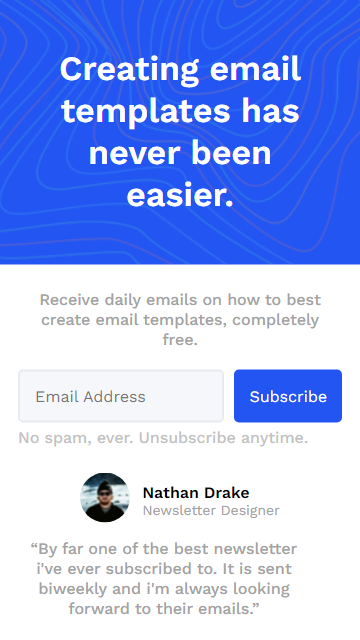 Creating email
templates has
never been
easier.
Receive daily emails on how to best
create email templates, completely
free.
Email Address
Subscribe
No spam, ever. Unsubscribe anytime.
Nathan Drake
Newsletter Designer
“By far one of the best newsletter
i've ever subscribed to. It is sent
biweekly and i'm always looking
forward to their emails.”